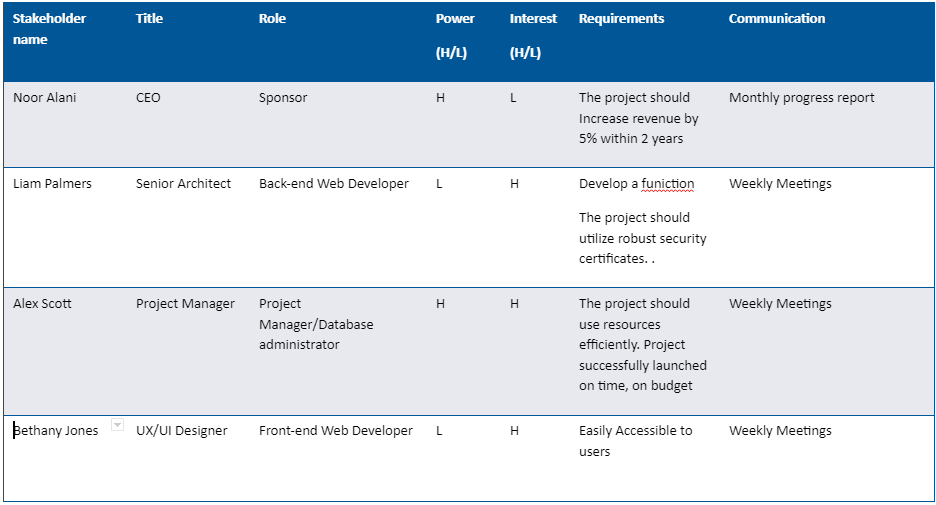 Stakeholder name Title Role Power (H/L) Interest (H/L) Requirements Communication
Noor Alani CEO Sponsor H L The project should Increase revenue by 5% within 2 years Monthly progress report
Liam Palmers Senior Architect Back-end Web Developer L H Develop a funiction The project should utilize robust security certificates. . Weekly Meetings
Alex Scott Project Manager Project Manager/Database administrator H H The project should use resources efficiently. Project successfully launched on time, on budget Weekly Meetings
Bethany Jones UX/UI Designer Front-end Web Developer L H Easily Accessible to users Weekly Meetings